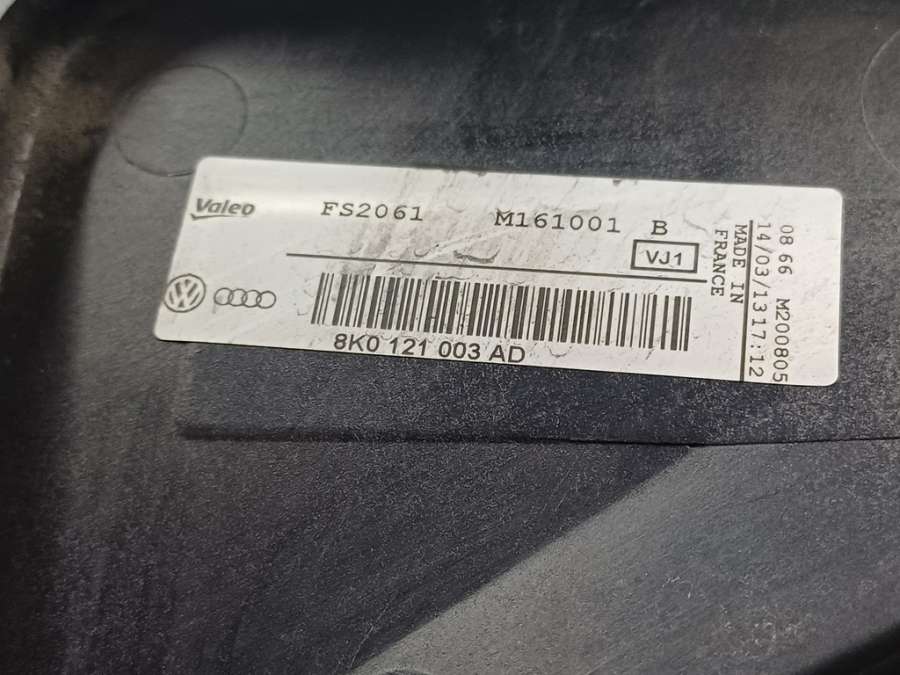 Valeo FS2061 M161001 B
VJ1
8K0 121 003 AD
MADE IN
FRANCE
08 66 M200805
14/03/13 17:12